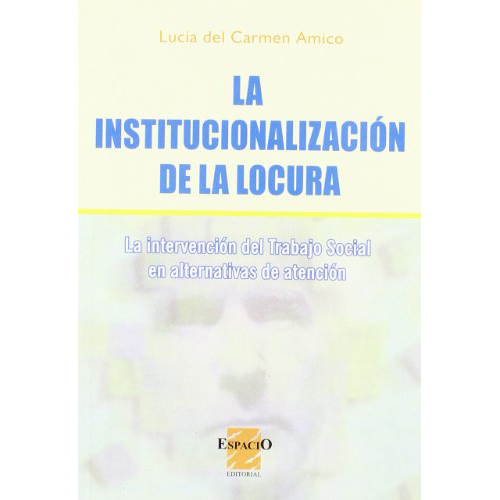 Lucía del Carmen Amico
LA
INSTITUCIONALIZACIÓN
DE LA LOCURA
La intervención del Trabajo Social
en alternativas de atención
ESPACIO
EDITORIAL